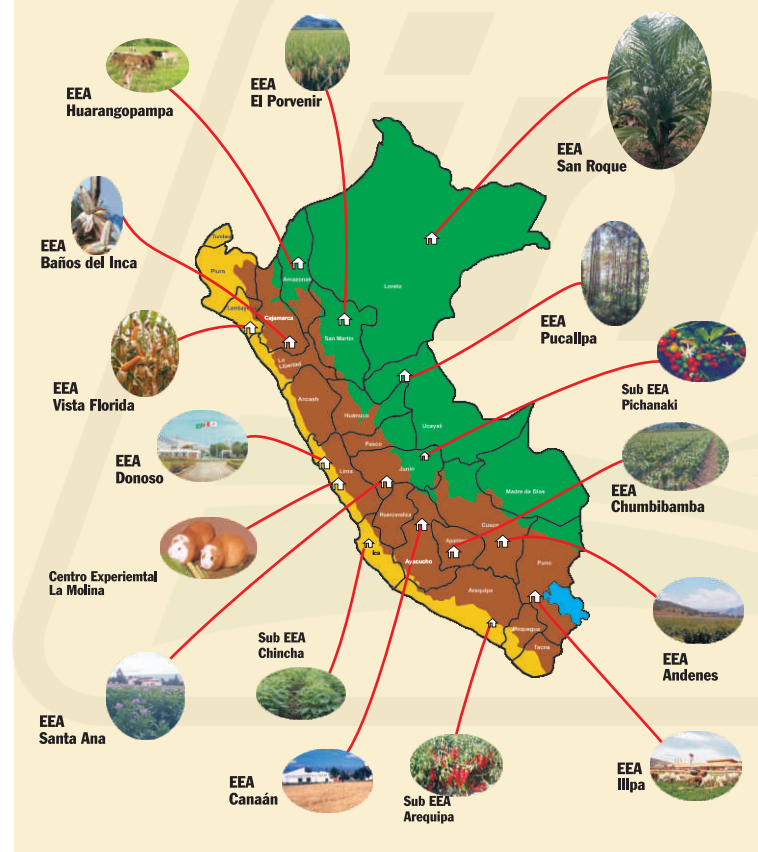 EEA
Huarangopampa
EEA
El Porvenir
EEA
San Roque
EEA
Baños del Inca
EEA
Pucallpa
EEA
Vista Florida
Sub EEA
Pichanaki
EEA
Donoso
EEA
Chumbibamba
Centro Experiemtal
La Molina
Sub EEA
Chincha
EEA
Andenes
EEA
Santa Ana
EEA
Canaán
Sub EEA
Arequipa
EEA
Illpa
Tumbes
Piura
Amazonas
Loreto
Cajamarca
San Martín
La
Libertad
Ancash
Huánuco
Ucayali
Pasco
Junín
Lima
Madre de Dios
Huancavelica
Cusco
Ica
Ayacucho
Puno
Arequipa
Moquegua
Tacna